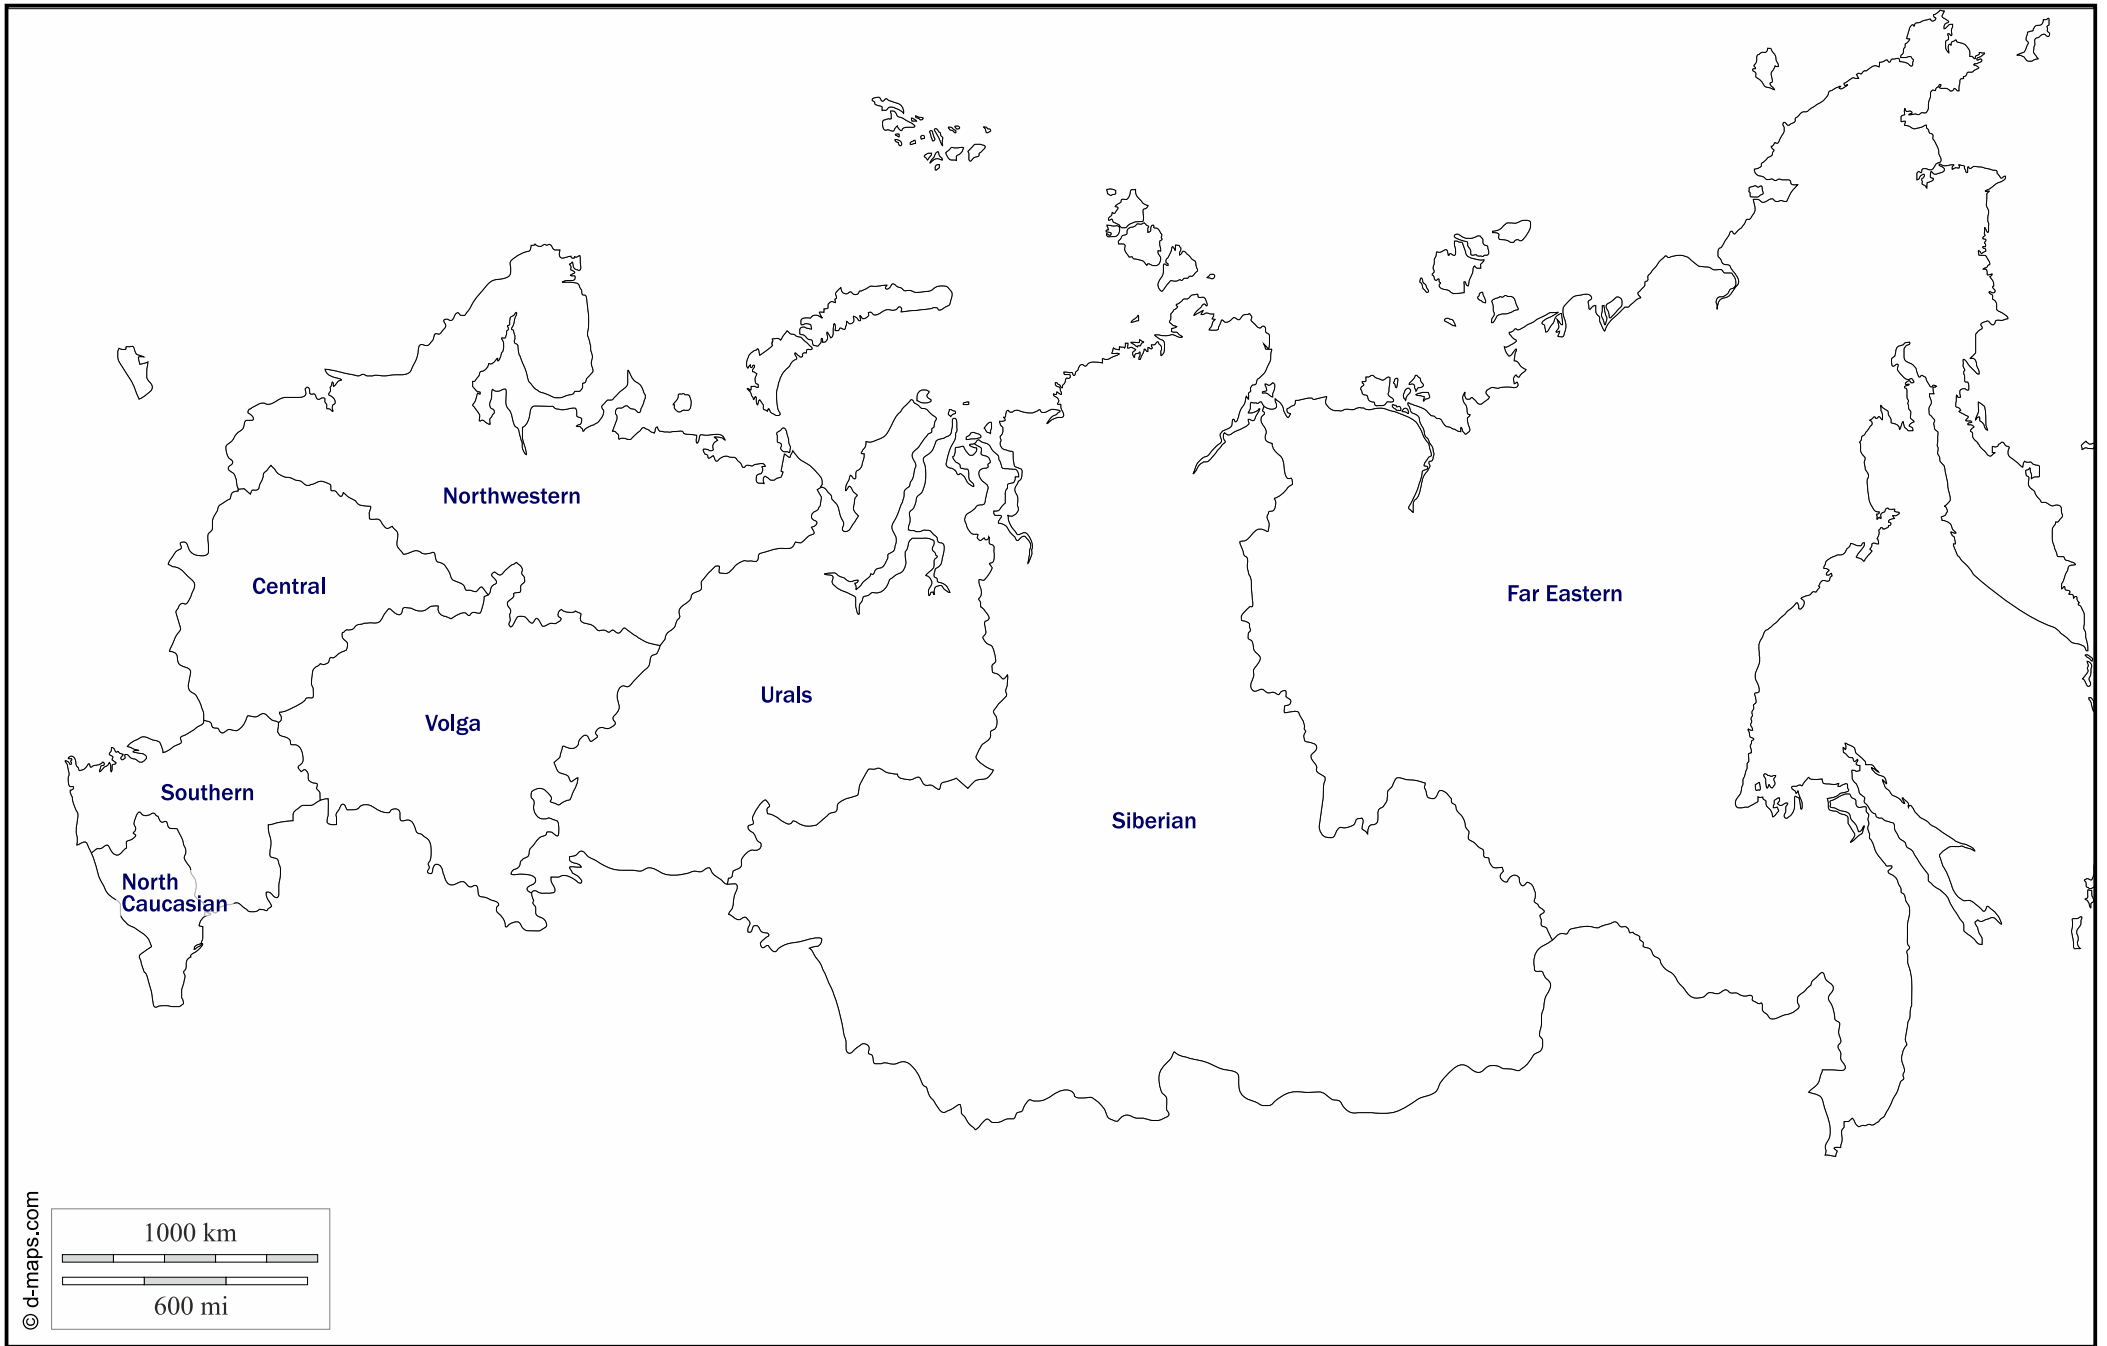 Northwestern
Central
Far Eastern
Urals
Volga
Southern
Siberian
North
Caucasian
1000 km
600 mi
© d-maps.com